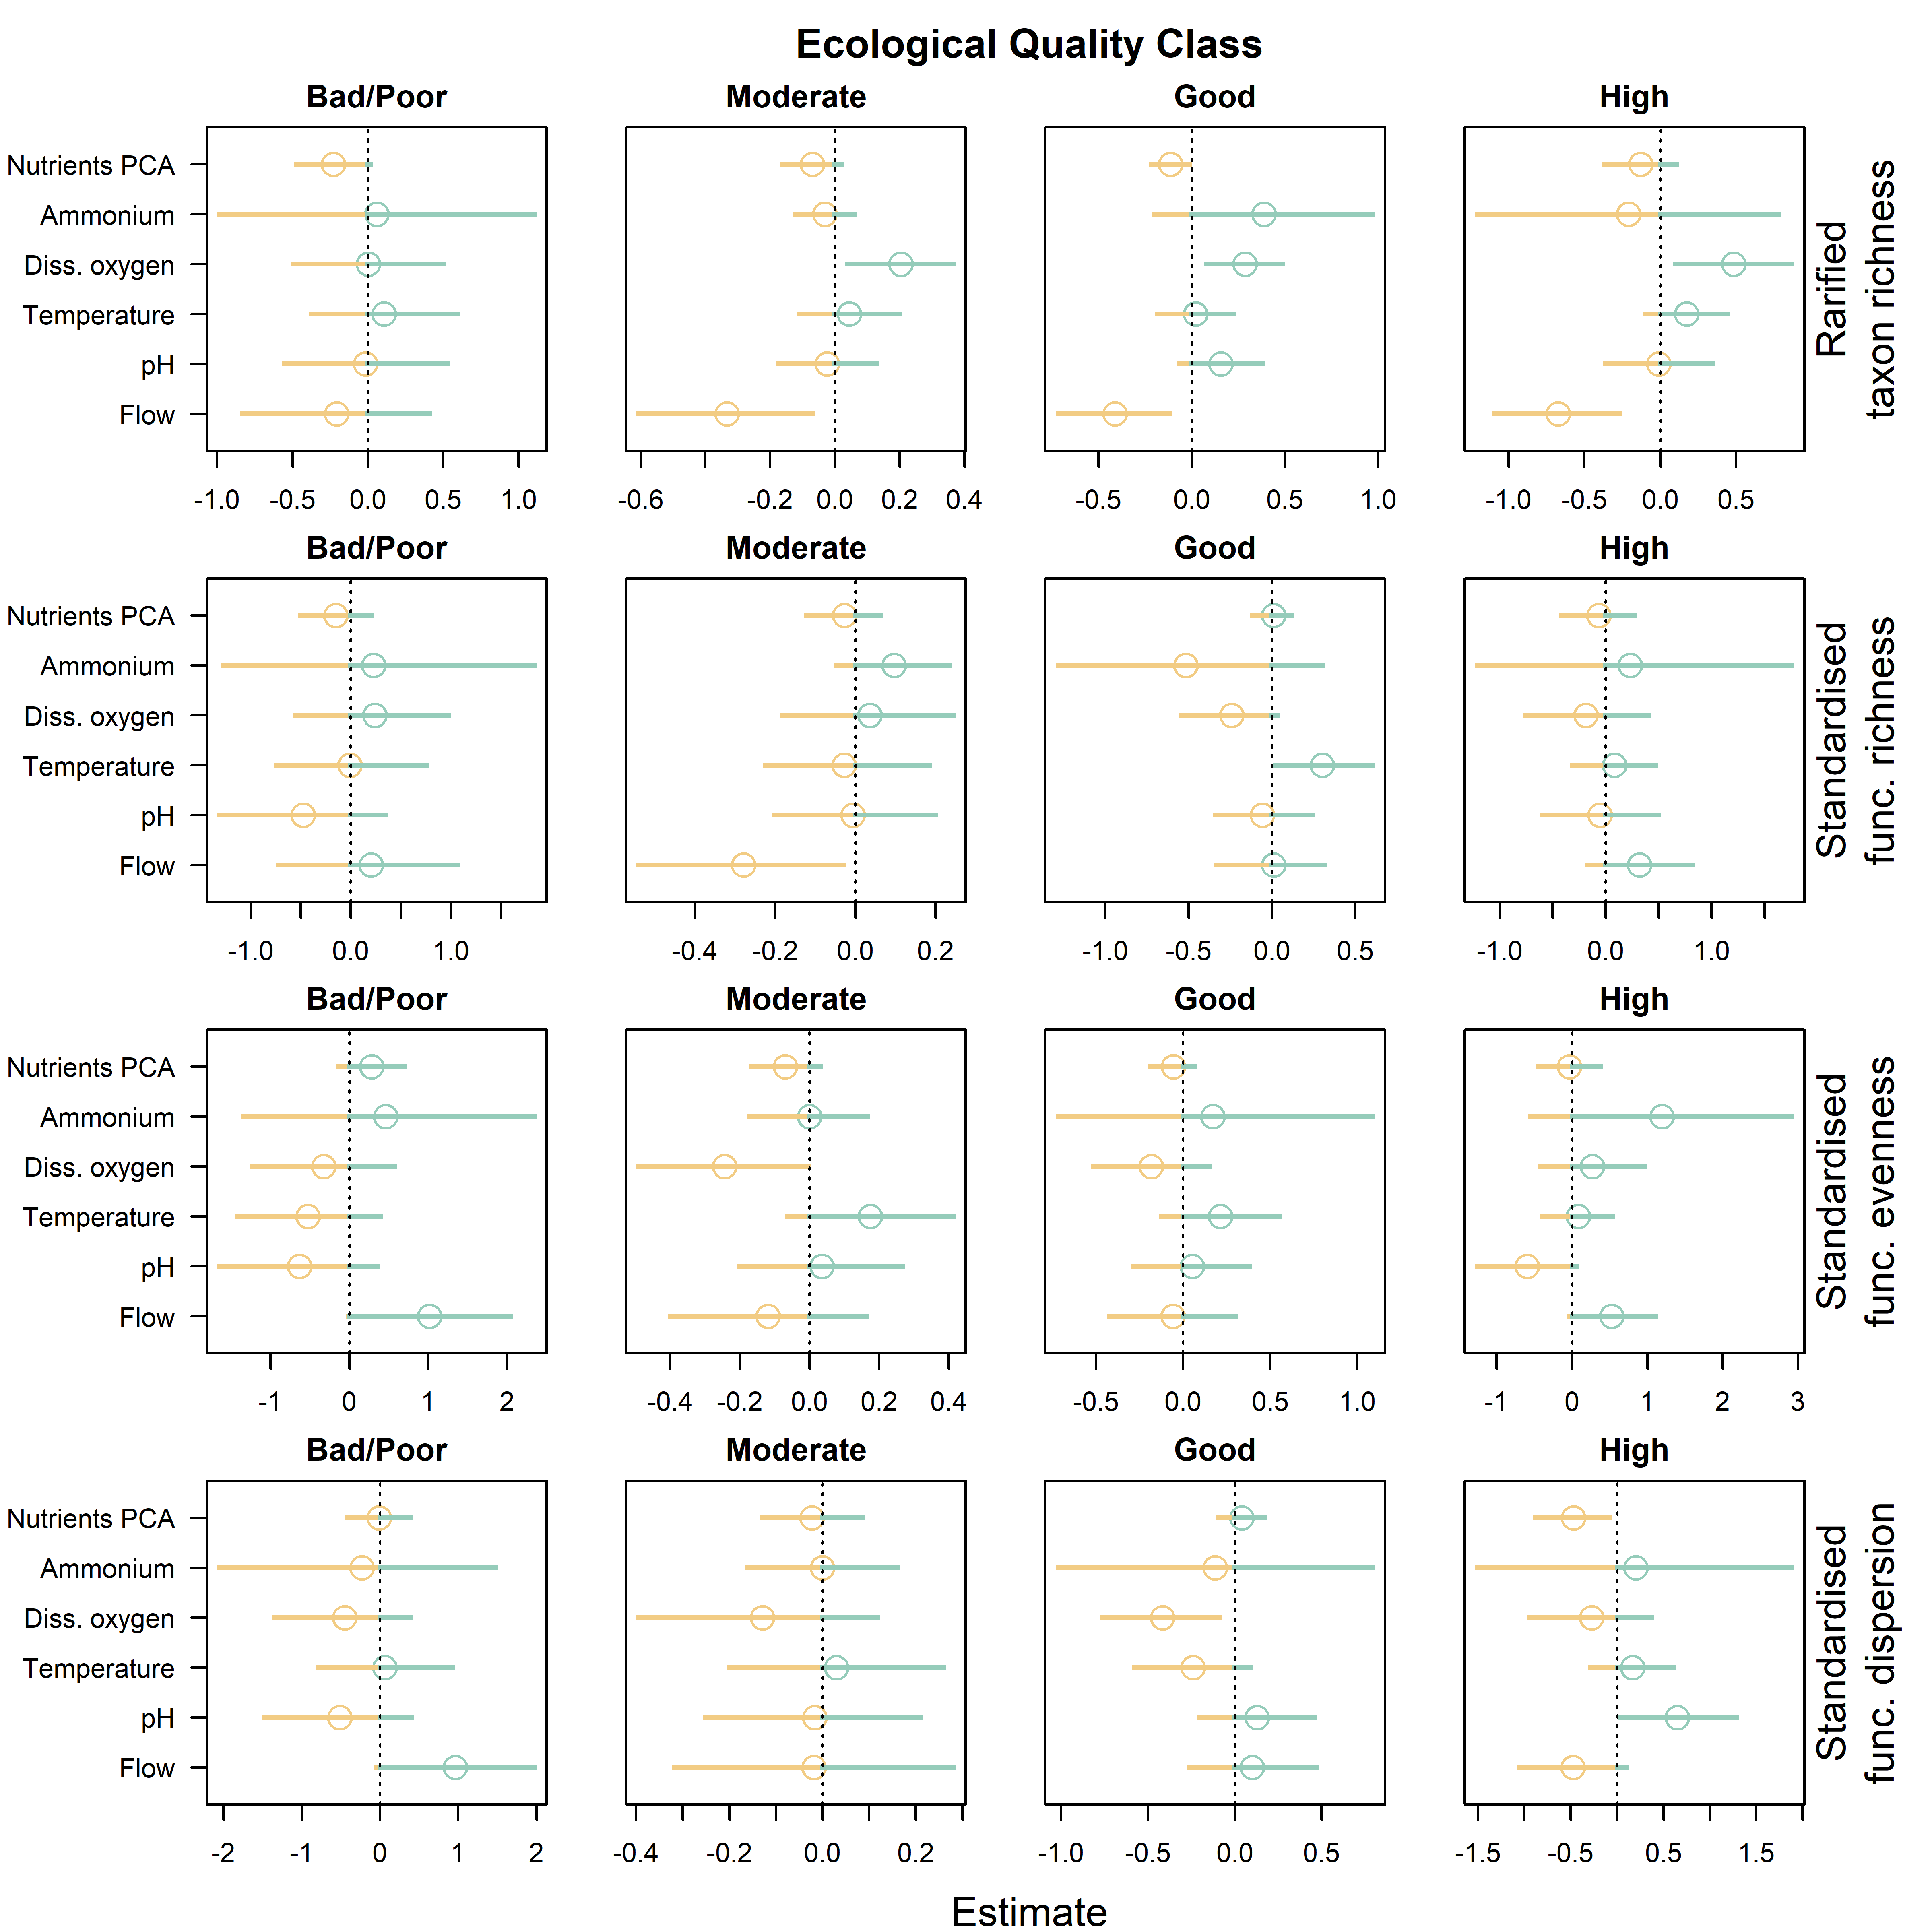 Ecological Quality Class
Bad/Poor Moderate Good High
Nutrients PCA
Ammonium
Diss. oxygen
Temperature
pH
Flow
Rarified
taxon richness
-1.0 -0.5 0.0 0.5 1.0 -0.6 -0.2 0.0 0.2 0.4 -0.5 0.0 0.5 1.0 -1.0 -0.5 0.0 0.5
Bad/Poor Moderate Good High
Nutrients PCA
Ammonium
Diss. oxygen
Temperature
pH
Flow
Standardised
func. richness
-1.0 0.0 1.0 -0.4 -0.2 0.0 0.2 -1.0 -0.5 0.0 0.5 -1.0 0.0 1.0
Bad/Poor Moderate Good High
Nutrients PCA
Ammonium
Diss. oxygen
Temperature
pH
Flow
Standardised
func. evenness
-1 0 1 2 -0.4 -0.2 0.0 0.2 0.4 -0.5 0.0 0.5 1.0 -1 0 1 2 3
Bad/Poor Moderate Good High
Nutrients PCA
Ammonium
Diss. oxygen
Temperature
pH
Flow
Standardised
func. dispersion
-2 -1 0 1 2 -0.4 -0.2 0.0 0.2 -1.0 -0.5 0.0 0.5 -1.5 -0.5 0.5 1.5
Estimate